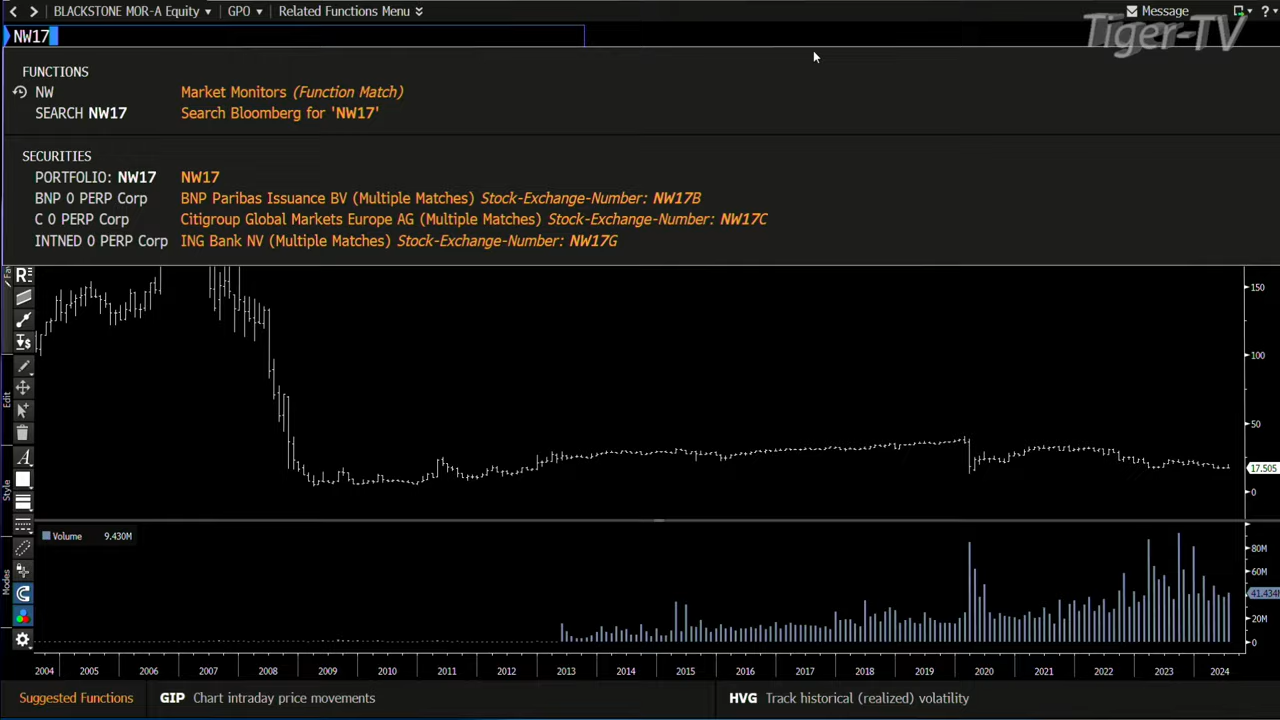 BLACKSTONE MOR-A Equity GPO Related Functions Menu Message ?
NW17
Tiger-TV
FUNCTIONS
NW Market Monitors (Function Match)
SEARCH NW17 Search Bloomberg for 'NW17'
SECURITIES
PORTFOLIO: NW17 NW17
BNP 0 PERP Corp BNP Paribas Issuance BV (Multiple Matches) Stock-Exchange-Number: NW17B
C 0 PERP Corp Citigroup Global Markets Europe AG (Multiple Matches) Stock-Exchange-Number: NW17C
INTNED 0 PERP Corp ING Bank NV (Multiple Matches) Stock-Exchange-Number: NW17G
150
100
50
17.505
0
Edit
Style
Modes
Volume 9.430M
80M
60M
41.434M
20M
0
2004 2005 2006 2007 2008 2009 2010 2011 2012 2013 2014 2015 2016 2017 2018 2019 2020 2021 2022 2023 2024
Suggested Functions GIP Chart intraday price movements HVG Track historical (realized) volatility